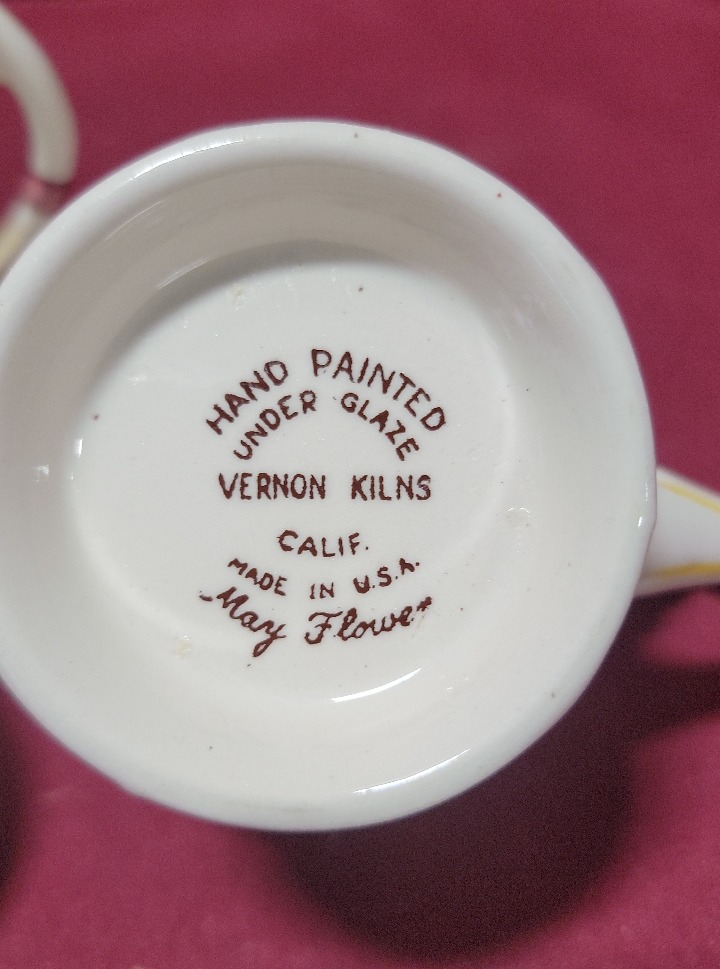 HAND PAINTED
UNDER GLAZE
VERNON KILNS
CALIF.
MADE IN U.S.A.
May Flower